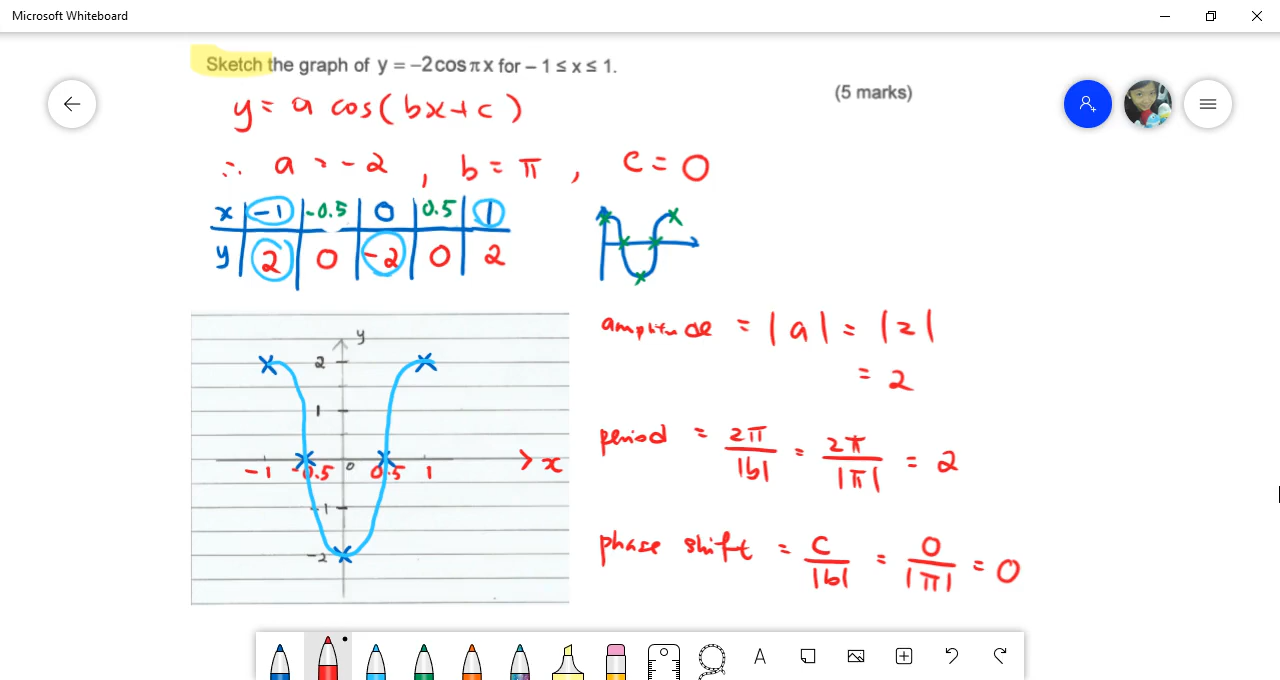 Microsoft Whiteboard
Sketch the graph of y = −2 cos π x for − 1 ≤ x ≤ 1.
(5 marks)
y = a cos(bx+c)
∴ a = -2 , b = π , c = 0
x -1 -0.5 0 0.5 1
y 2 0 -2 0 2
y
2
1
-1 -0.5 0 0.5 1 x
-1
-2
amplitude = |a| = |2|
= 2
period = 2π/|b| = 2π/|π| = 2
phase shift = c/|b| = 0/|π| = 0
A